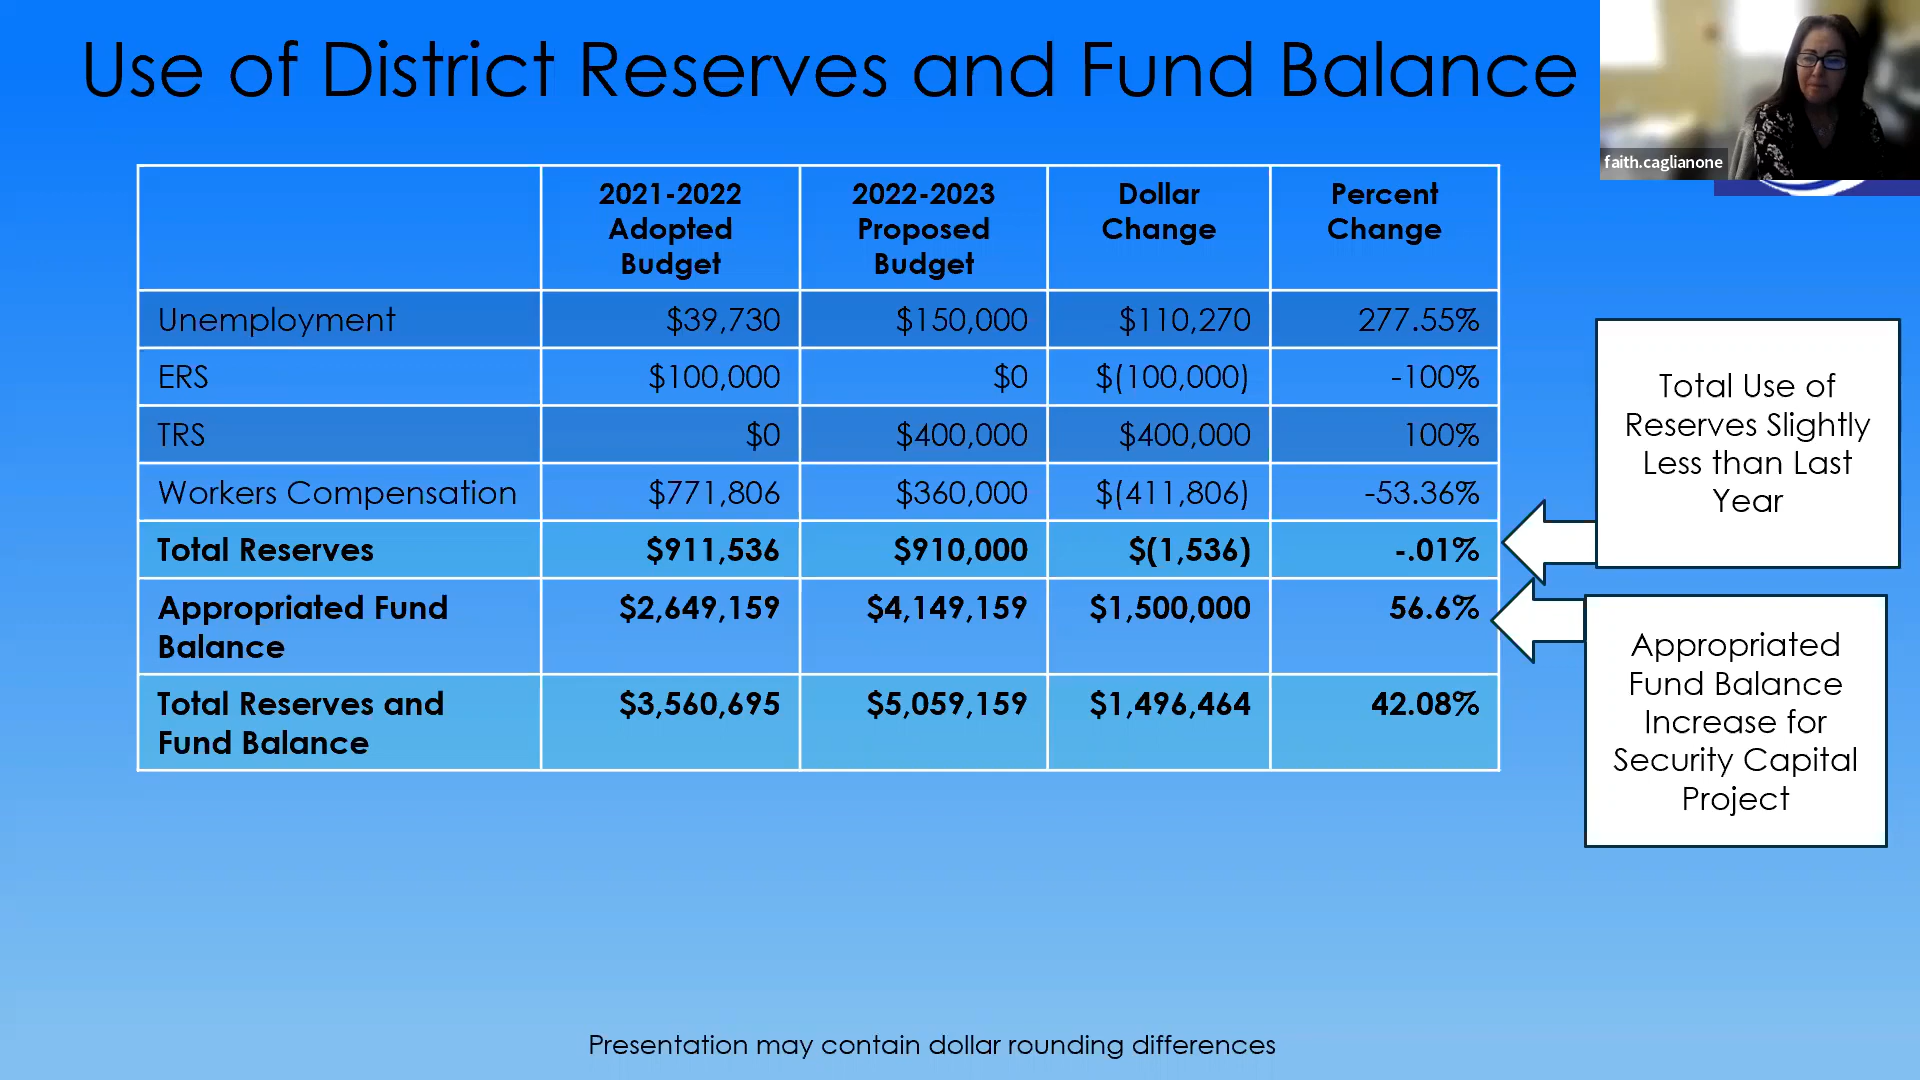 Use of District Reserves and Fund Balance
faith.caglianone
2021-2022 Adopted Budget
2022-2023 Proposed Budget
Dollar Change
Percent Change
Unemployment $39,730 $150,000 $110,270 277.55%
ERS $100,000 $0 $(100,000) -100%
TRS $0 $400,000 $400,000 100%
Workers Compensation $771,806 $360,000 $(411,806) -53.36%
Total Reserves $911,536 $910,000 $(1,536) -.01%
Appropriated Fund Balance $2,649,159 $4,149,159 $1,500,000 56.6%
Total Reserves and Fund Balance $3,560,695 $5,059,159 $1,496,464 42.08%
Total Use of
Reserves Slightly
Less than Last
Year
Appropriated
Fund Balance
Increase for
Security Capital
Project
Presentation may contain dollar rounding differences